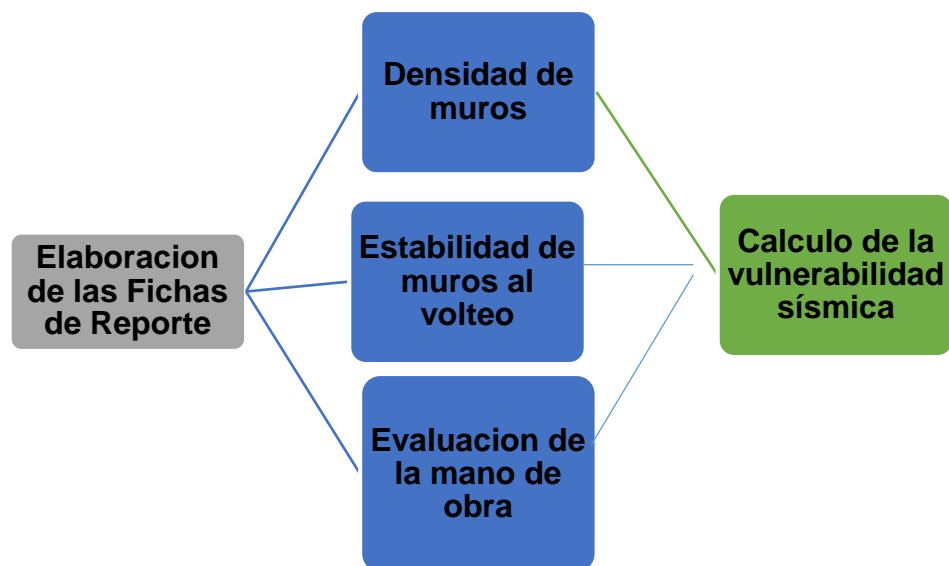 Densidad de
muros
Elaboracion
de las Fichas
de Reporte
Estabilidad de
muros al
volteo
Evaluacion de
la mano de
obra
Calculo de la
vulnerabilidad
sísmica